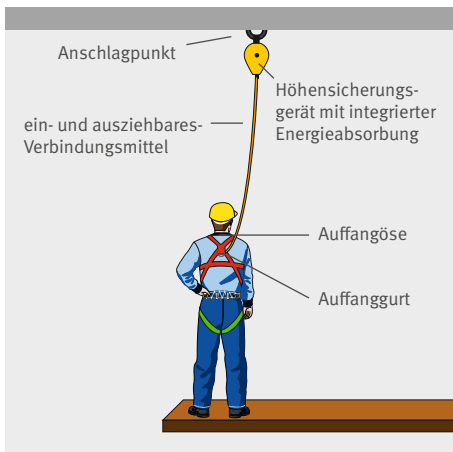 Anschlagpunkt
Höhensicherungs-
gerät mit integrierter
Energieabsorbung
ein- und ausziehbares-
Verbindungsmittel
Auffangöse
Auffanggurt